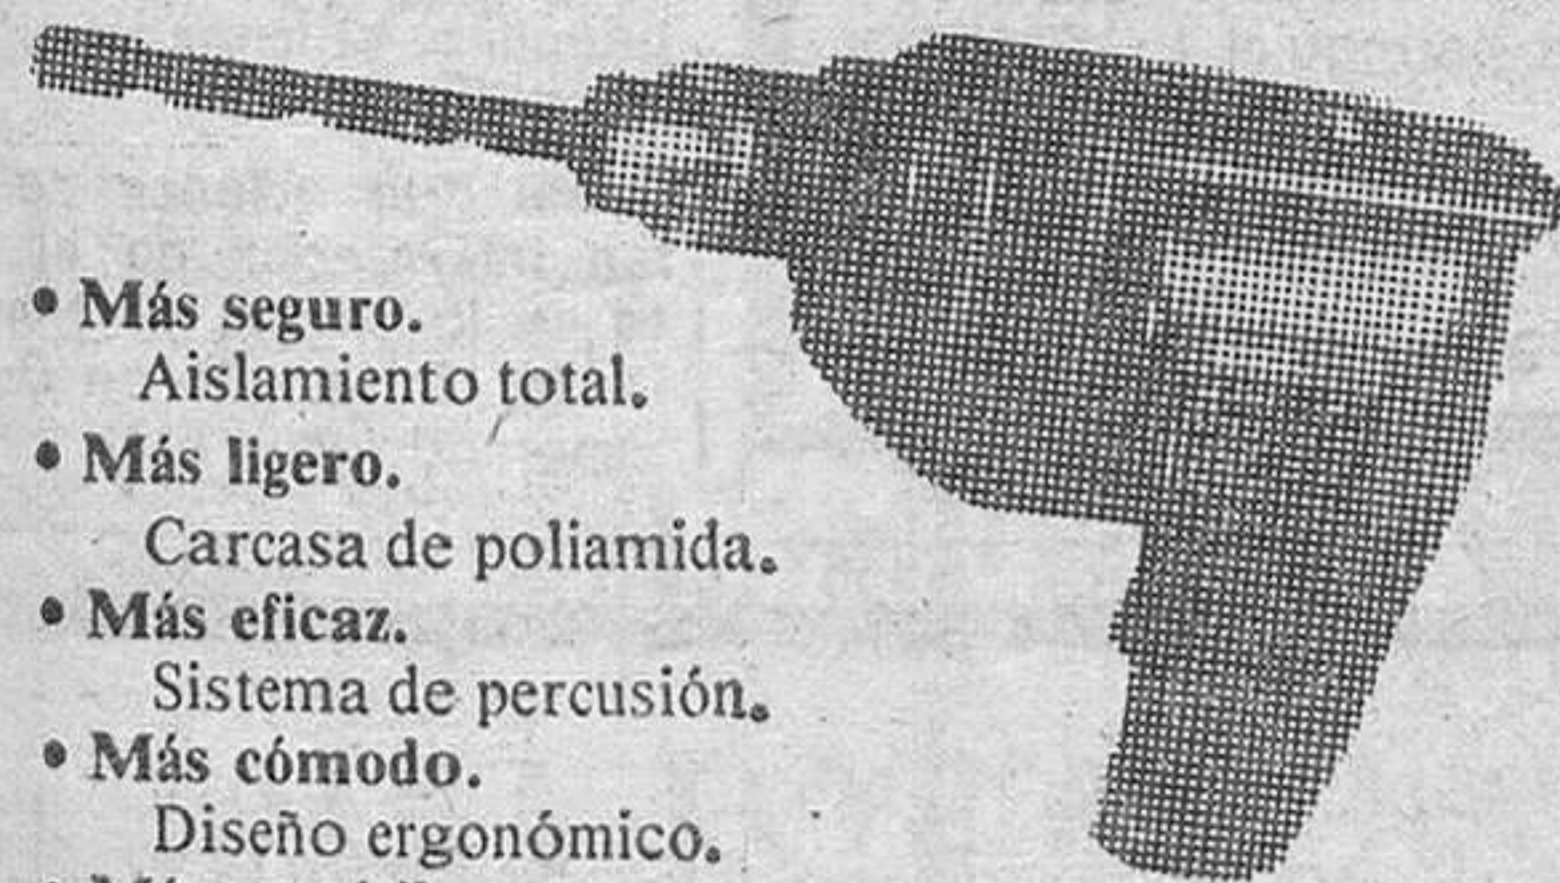 • Más seguro.
Aislamiento total.
• Más ligero.
Carcasa de poliamida.
• Más eficaz.
Sistema de percusión.
• Más cómodo.
Diseño ergonómico.